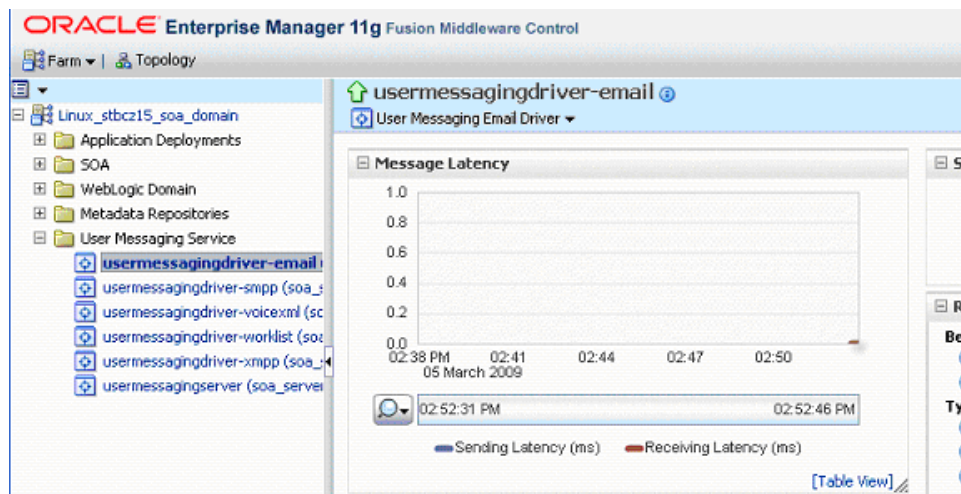 ORACLE Enterprise Manager 11g Fusion Middleware Control
Farm | Topology
usermessagingdriver-email
User Messaging Email Driver
Linux_stbcz15_soa_domain
Application Deployments
SOA
WebLogic Domain
Metadata Repositories
User Messaging Service
usermessagingdriver-email
usermessagingdriver-smpp (soa_s
usermessagingdriver-voicexml (sc
usermessagingdriver-worklist (soa
usermessagingdriver-xmpp (soa_s
usermessagingserver (soa_server
Message Latency
1.0
0.8
0.6
0.4
0.2
0.0
02:38 PM 02:41 02:44 02:47 02:50
05 March 2009
02:52:31 PM 02:52:46 PM
Sending Latency (ms) Receiving Latency (ms)
[Table View]
S
R
Be
Ty